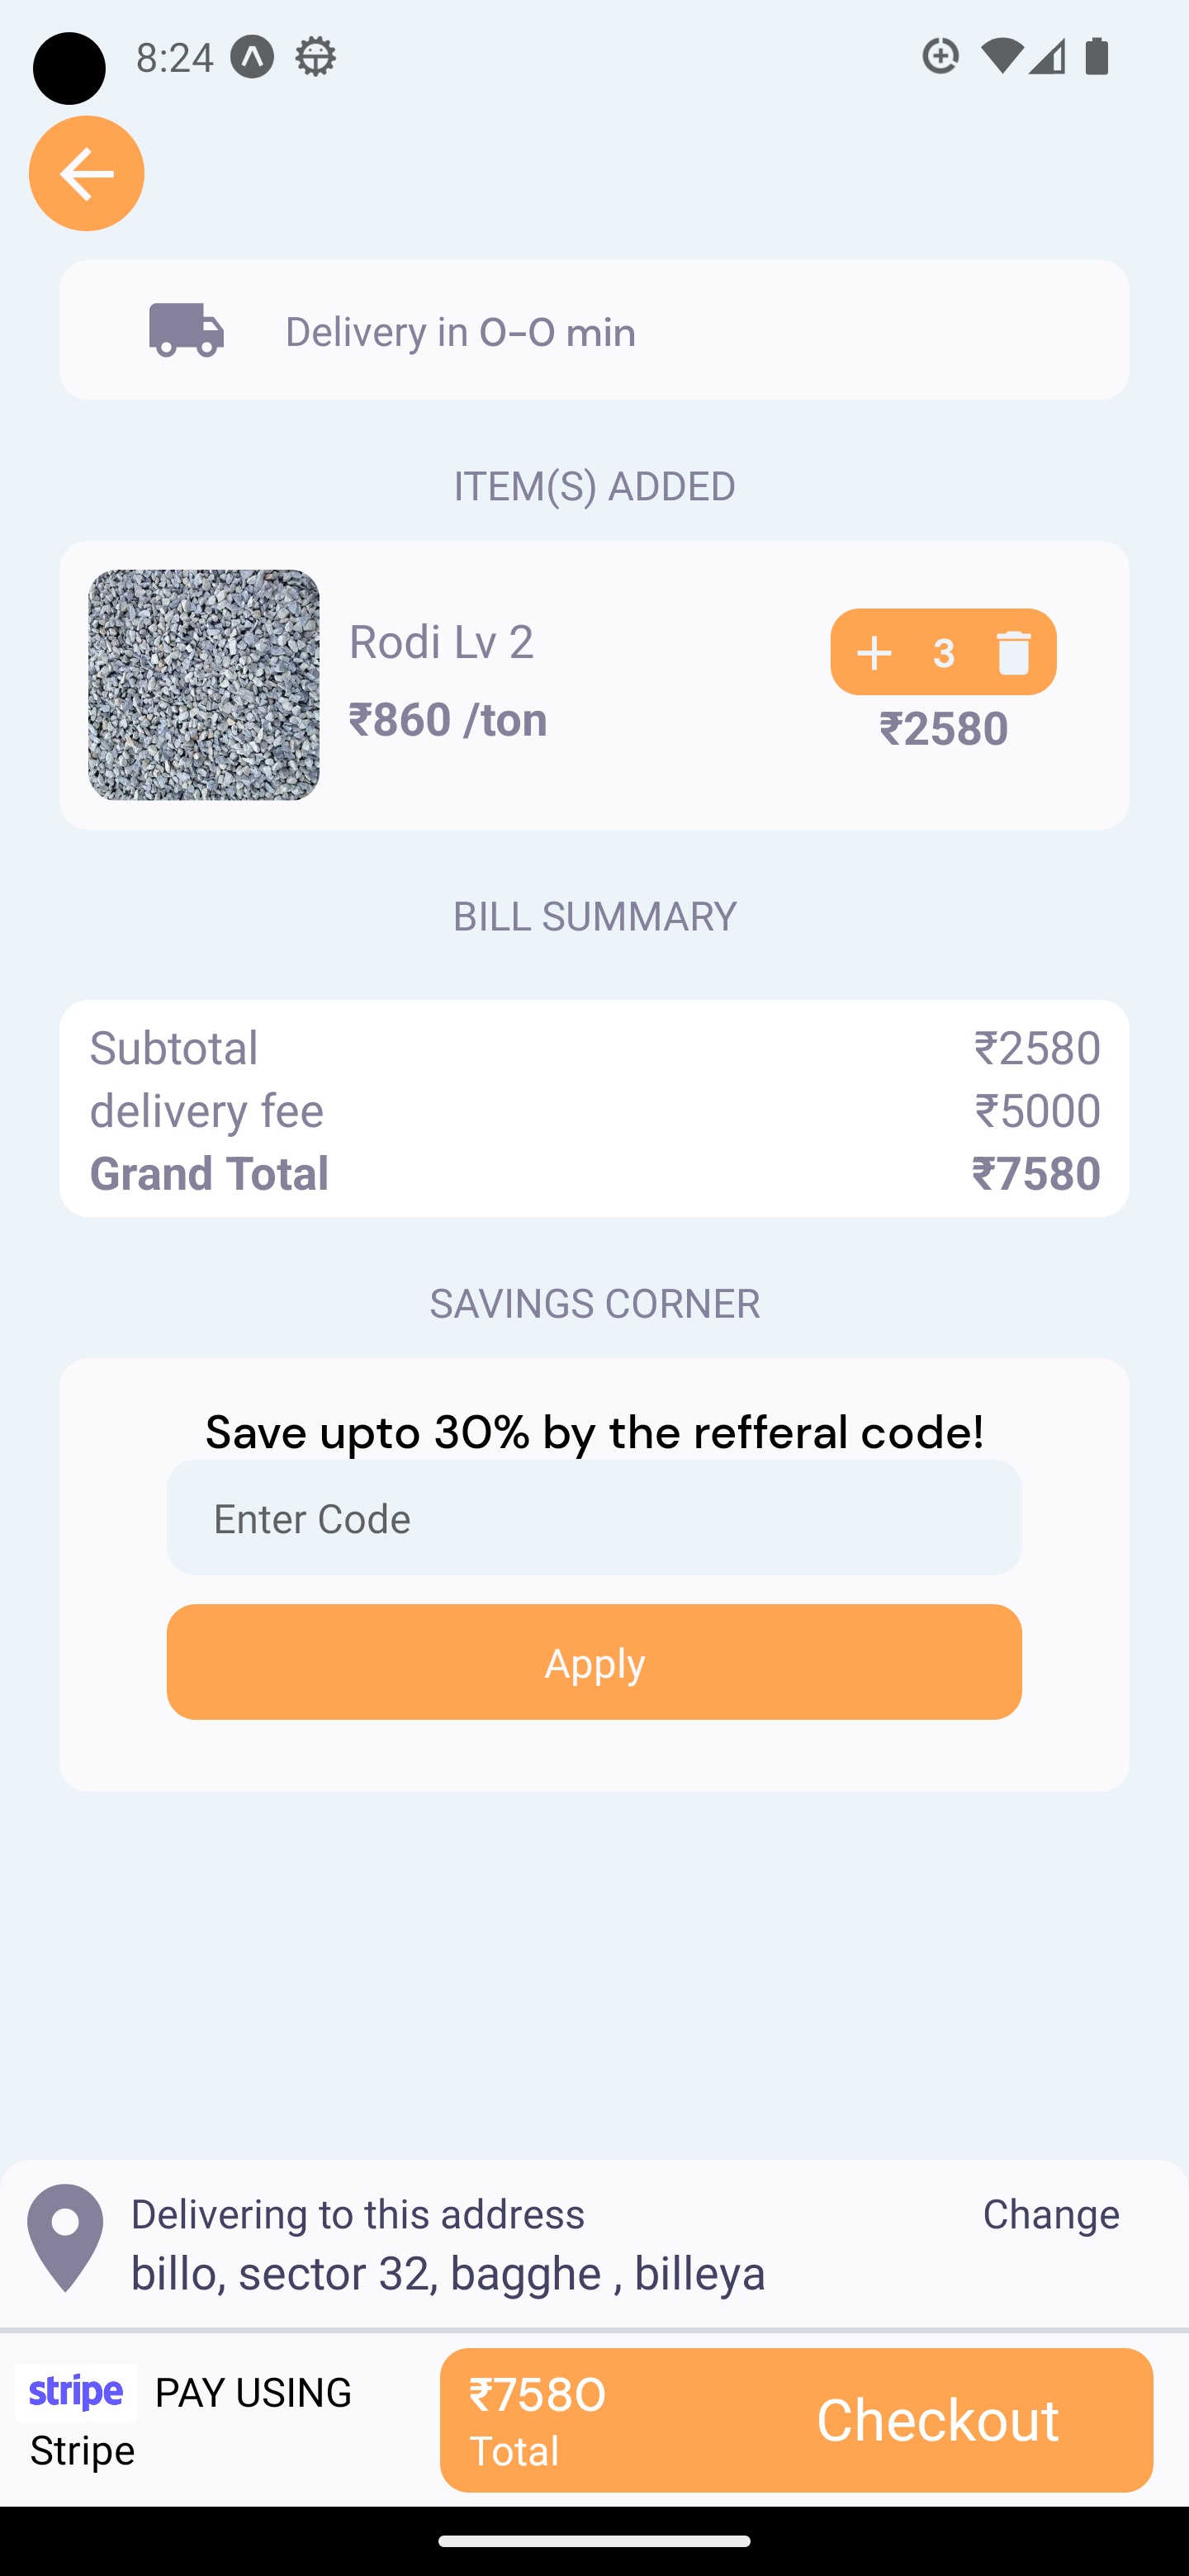 8:24
Delivery in 0-0 min
ITEM(S) ADDED
Rodi Lv 2
₹860 /ton
3
₹2580
BILL SUMMARY
Subtotal ₹2580
delivery fee ₹5000
Grand Total ₹7580
SAVINGS CORNER
Save upto 30% by the refferal code!
Enter Code
Apply
Delivering to this address Change
billo, sector 32, bagghe , billeya
stripe PAY USING
Stripe
₹7580
Total
Checkout